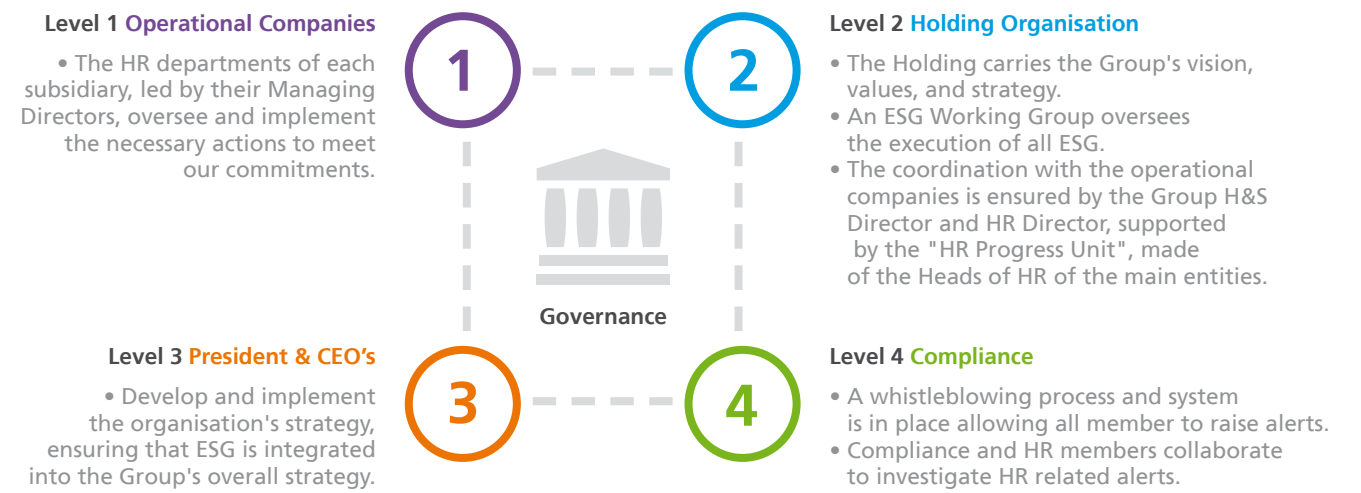 Level 1 Operational Companies
• The HR departments of each
subsidiary, led by their Managing
Directors, oversee and implement
the necessary actions to meet
our commitments.
1
2
Level 2 Holding Organisation
• The Holding carries the Group's vision,
values, and strategy.
• An ESG Working Group oversees
the execution of all ESG.
• The coordination with the operational
companies is ensured by the Group H&S
Director and HR Director, supported
by the "HR Progress Unit", made
of the Heads of HR of the main entities.
Governance
Level 3 President & CEO's
• Develop and implement
the organisation's strategy,
ensuring that ESG is integrated
into the Group's overall strategy.
3
4
Level 4 Compliance
• A whistleblowing process and system
is in place allowing all member to raise alerts.
• Compliance and HR members collaborate
to investigate HR related alerts.